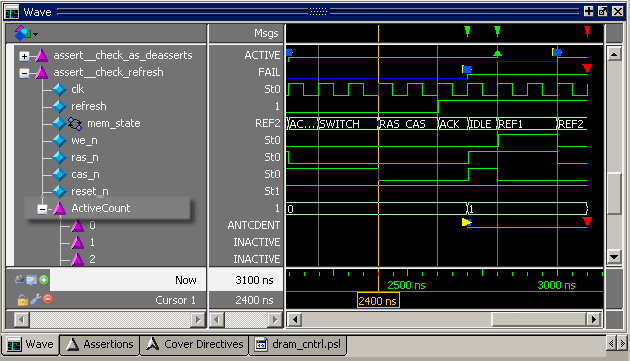 Wave
Msgs
assert__check_as_deasserts ACTIVE
assert__check_refresh FAIL
clk St0
refresh 1
mem_state REF2 AC... SWITCH RAS_CAS ACK IDLE REF1 REF2
we_n St0
ras_n St0
cas_n St0
reset_n St1
ActiveCount 1 0 1
0 ANTCDENT
1 INACTIVE
2 INACTIVE
Now 3100 ns 2500 ns 3000 ns
Cursor 1 2400 ns 2400 ns
Wave Assertions Cover Directives dram_cntrl.psl